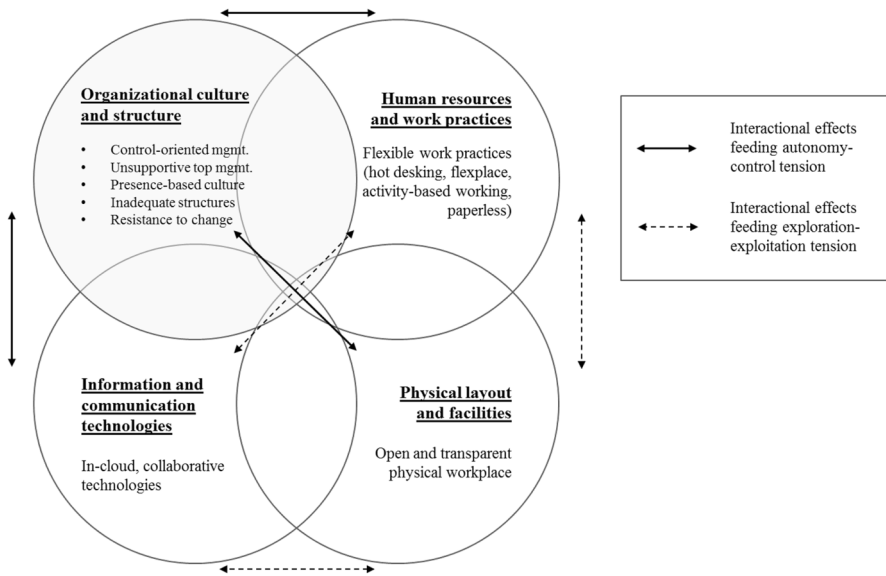 Organizational culture
and structure
• Control-oriented mgmt.
• Unsupportive top mgmt.
• Presence-based culture
• Inadequate structures
• Resistance to change
Human resources
and work practices
Flexible work practices
(hot desking, flexplace,
activity-based working,
paperless)
Information and
communication
technologies
In-cloud, collaborative
technologies
Physical layout
and facilities
Open and transparent
physical workplace
Interactional effects
feeding autonomy-
control tension
Interactional effects
feeding exploration-
exploitation tension